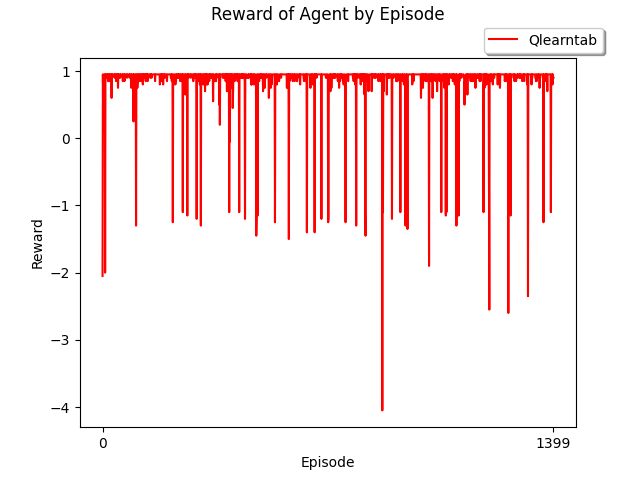 Reward of Agent by Episode
Qlearntab
1
0
−1
−2
−3
−4
Reward
0
1399
Episode